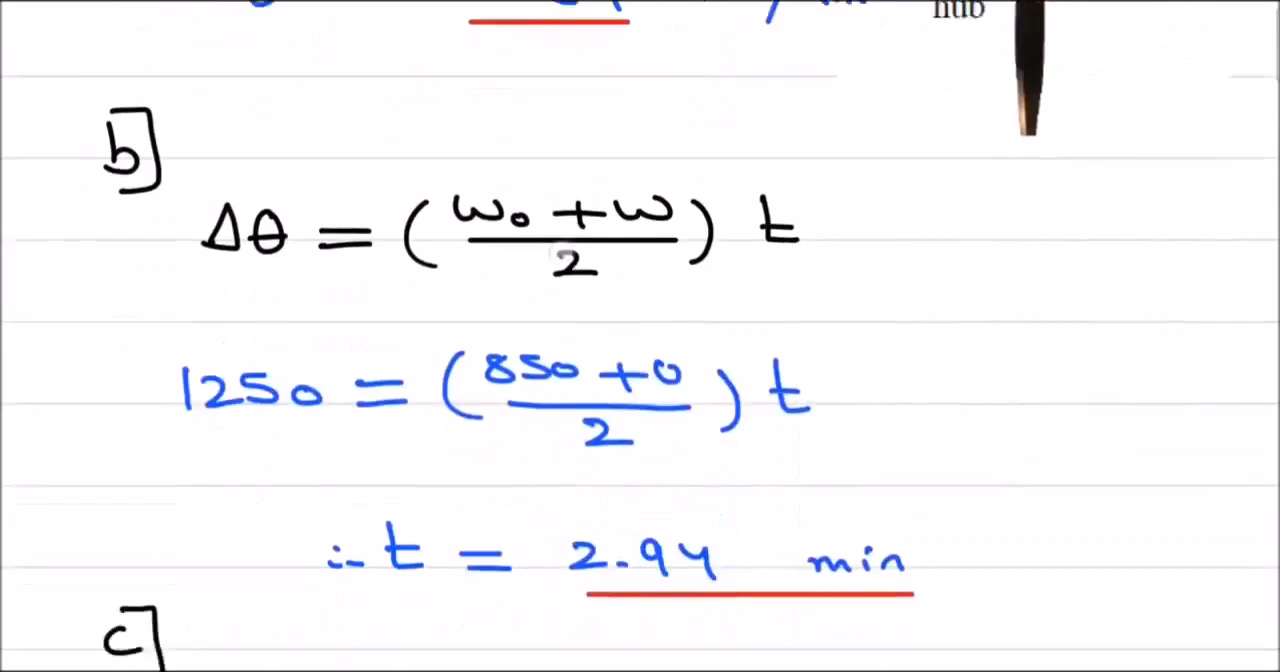 hub
b]
Δθ = (ω₀ + ω / 2) t
1250 = (850 + 0 / 2) t
∴ t = 2.94 min
c]